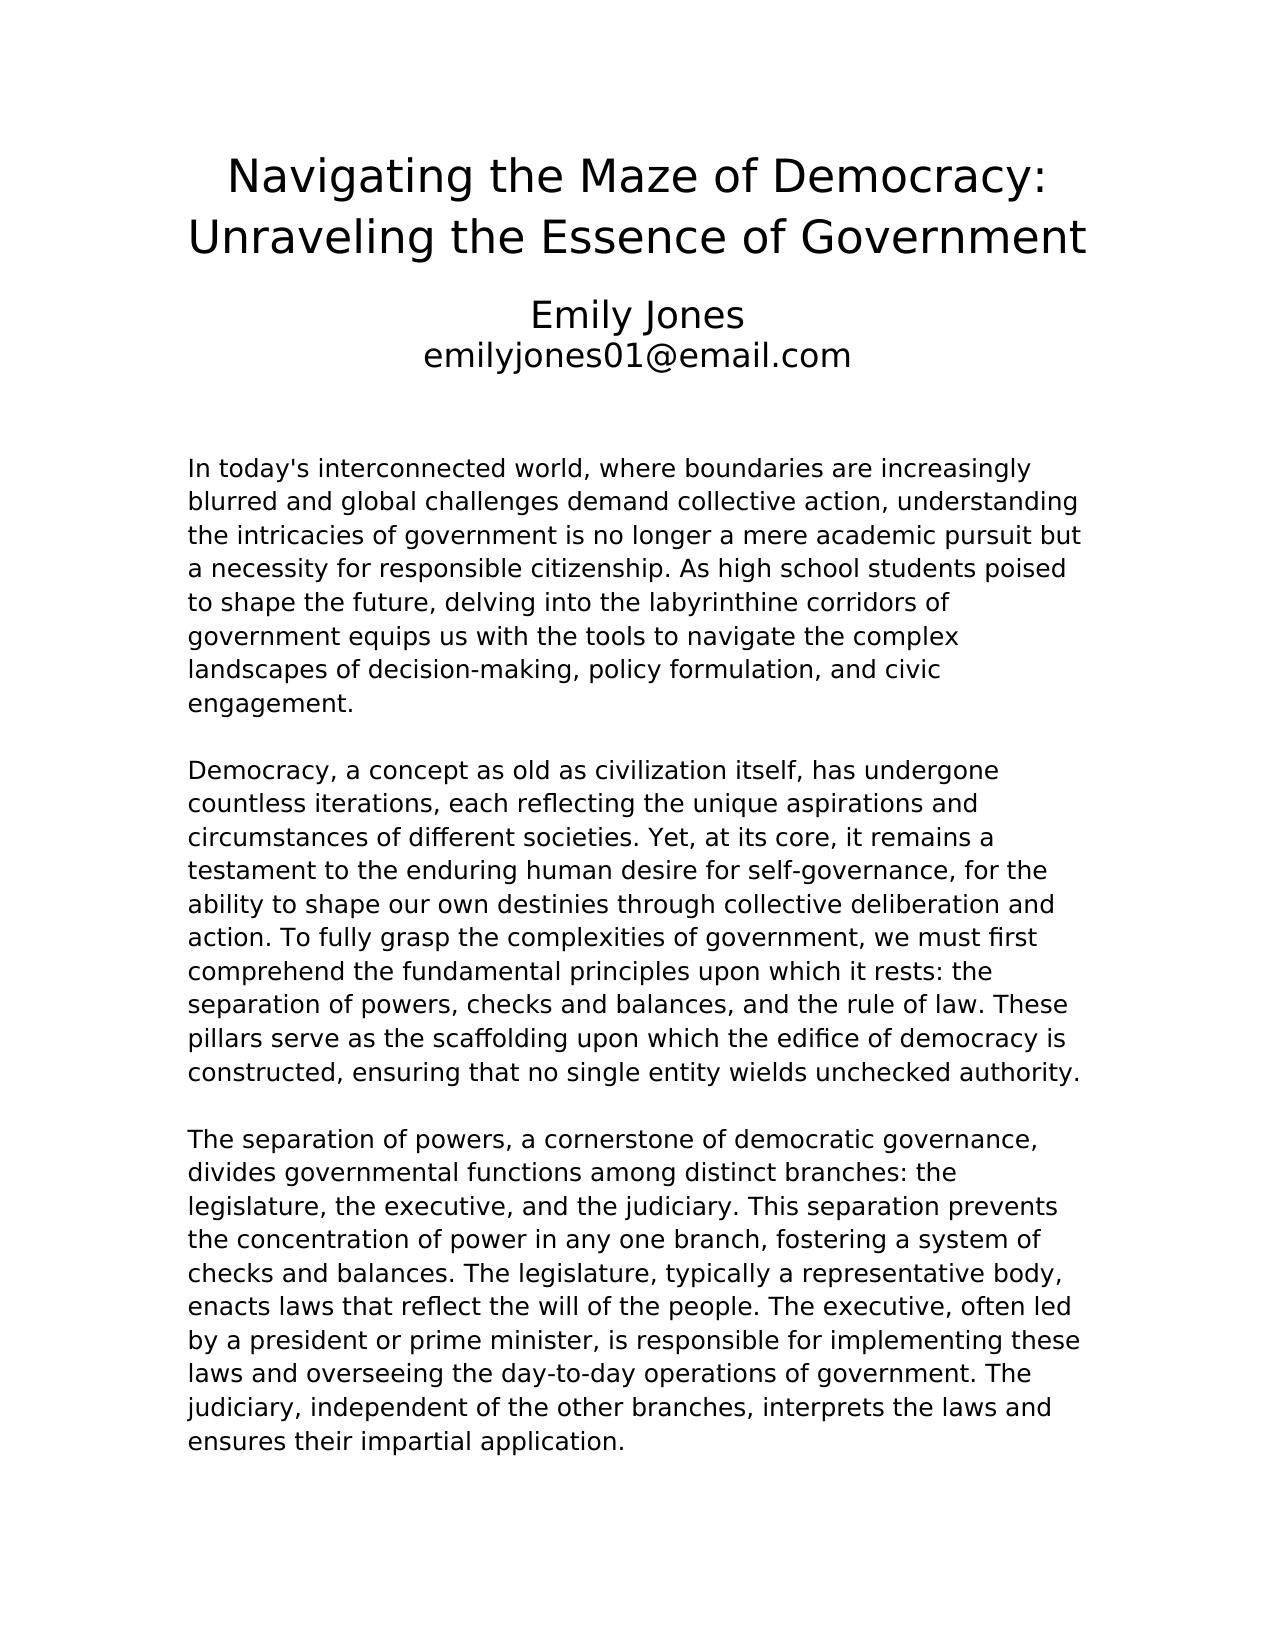 Navigating the Maze of Democracy:
Unraveling the Essence of Government
Emily Jones
emilyjones01@email.com
In today's interconnected world, where boundaries are increasingly
blurred and global challenges demand collective action, understanding
the intricacies of government is no longer a mere academic pursuit but
a necessity for responsible citizenship. As high school students poised
to shape the future, delving into the labyrinthine corridors of
government equips us with the tools to navigate the complex
landscapes of decision-making, policy formulation, and civic
engagement.
Democracy, a concept as old as civilization itself, has undergone
countless iterations, each reflecting the unique aspirations and
circumstances of different societies. Yet, at its core, it remains a
testament to the enduring human desire for self-governance, for the
ability to shape our own destinies through collective deliberation and
action. To fully grasp the complexities of government, we must first
comprehend the fundamental principles upon which it rests: the
separation of powers, checks and balances, and the rule of law. These
pillars serve as the scaffolding upon which the edifice of democracy is
constructed, ensuring that no single entity wields unchecked authority.
The separation of powers, a cornerstone of democratic governance,
divides governmental functions among distinct branches: the
legislature, the executive, and the judiciary. This separation prevents
the concentration of power in any one branch, fostering a system of
checks and balances. The legislature, typically a representative body,
enacts laws that reflect the will of the people. The executive, often led
by a president or prime minister, is responsible for implementing these
laws and overseeing the day-to-day operations of government. The
judiciary, independent of the other branches, interprets the laws and
ensures their impartial application.